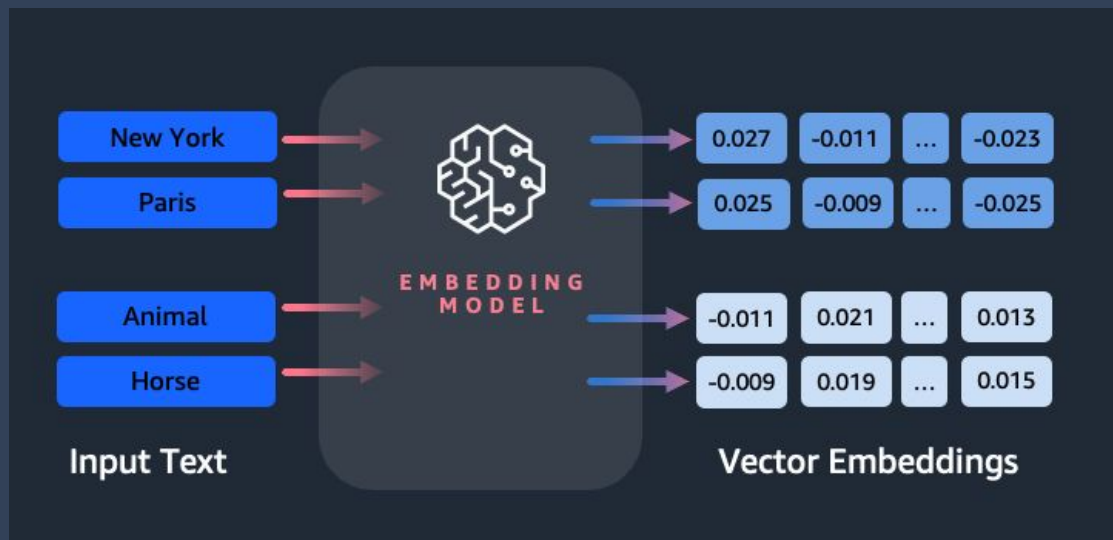 New York
0.027 -0.011 ... -0.023
Paris
0.025 -0.009 ... -0.025
EMBEDDING
MODEL
Animal
-0.011 0.021 ... 0.013
Horse
-0.009 0.019 ... 0.015
Input Text
Vector Embeddings